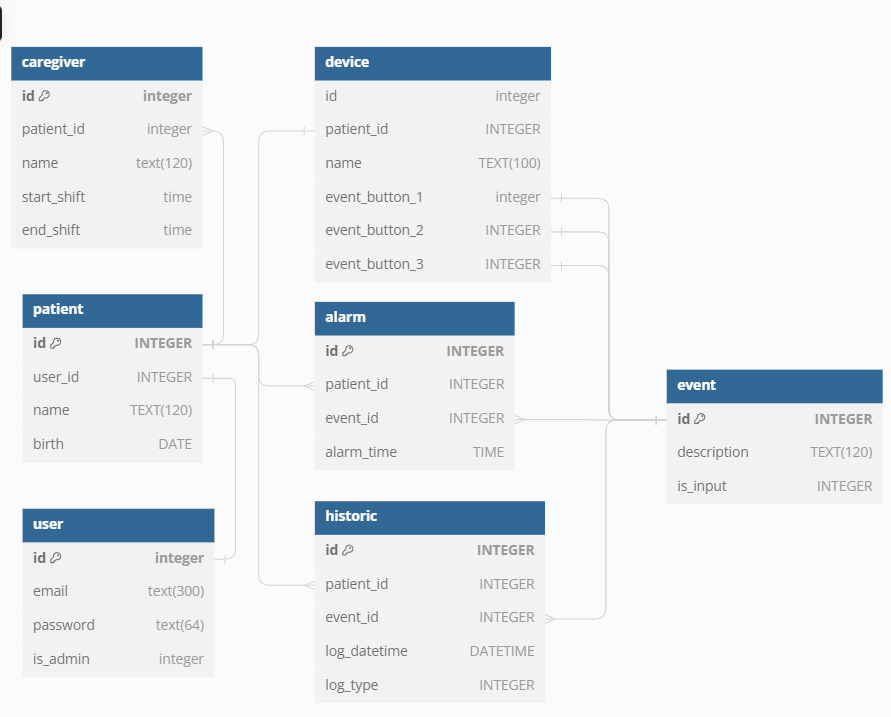 caregiver
id integer
patient_id integer
name text(120)
start_shift time
end_shift time
patient
id INTEGER
user_id INTEGER
name TEXT(120)
birth DATE
user
id integer
email text(300)
password text(64)
is_admin integer
device
id integer
patient_id INTEGER
name TEXT(100)
event_button_1 integer
event_button_2 INTEGER
event_button_3 INTEGER
alarm
id INTEGER
patient_id INTEGER
event_id INTEGER
alarm_time TIME
historic
id INTEGER
patient_id INTEGER
event_id INTEGER
log_datetime DATETIME
log_type INTEGER
event
id INTEGER
description TEXT(120)
is_input INTEGER